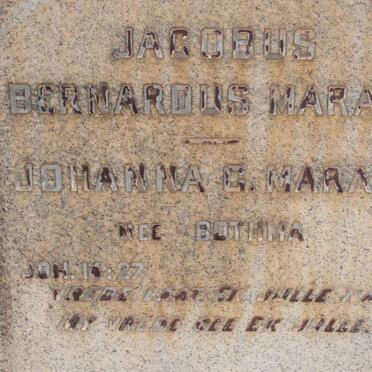 JACOBUS
BERNARDUS MARA
JOHANNA C. MARA
NEE BOTHMA
JOH. 14:27
VREDE LAAT EK JULLE NA
MY VREDE GEE EK JULLE.